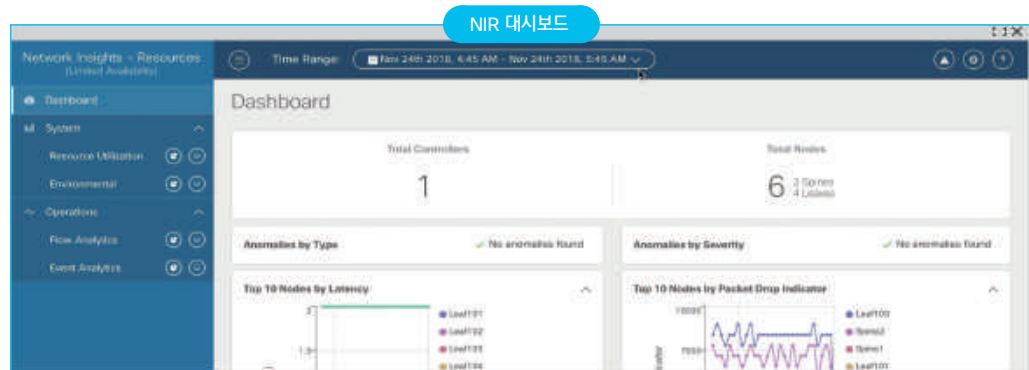 NIR 대시보드
Network Insights - Resources
(Limited Availability)
Time Range:
Nov 24th 2018, 4:45 AM - Nov 24th 2018, 5:45 AM
Dashboard
System
Resource Utilization
Environmental
Operations
Flow Analytics
Event Analytics
Dashboard
Total Controllers
1
Total Nodes
6
4 Leaves
Anomalies by Type
No anomalies found
Anomalies by Severity
No anomalies found
Top 10 Nodes by Latency
Leaf101
Leaf102
Leaf103
Leaf104
Top 10 Nodes by Packet Drop Indicator
10000
Leaf103
Spine2
Spine1
Leaf101